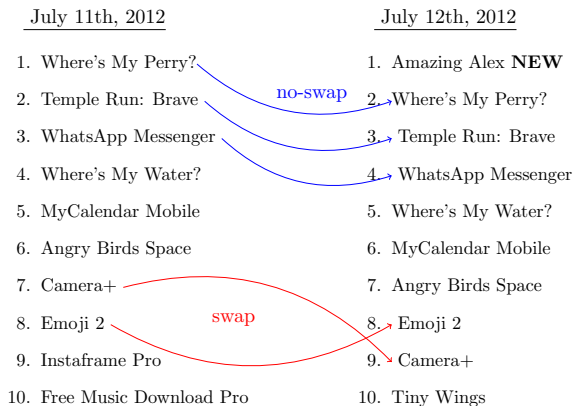 July 11th, 2012
1. Where's My Perry?
2. Temple Run: Brave
3. WhatsApp Messenger
4. Where's My Water?
5. MyCalendar Mobile
6. Angry Birds Space
7. Camera+
8. Emoji 2
9. Instaframe Pro
10. Free Music Download Pro
no-swap
swap
July 12th, 2012
1. Amazing Alex NEW
2. Where's My Perry?
3. Temple Run: Brave
4. WhatsApp Messenger
5. Where's My Water?
6. MyCalendar Mobile
7. Angry Birds Space
8. Emoji 2
9. Camera+
10. Tiny Wings